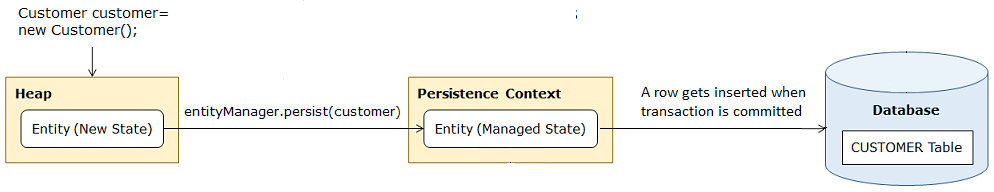 Customer customer=
new Customer();
;
Heap
Entity (New State)
entityManager.persist(customer)
Persistence Context
Entity (Managed State)
A row gets inserted when
transaction is committed
Database
CUSTOMER Table